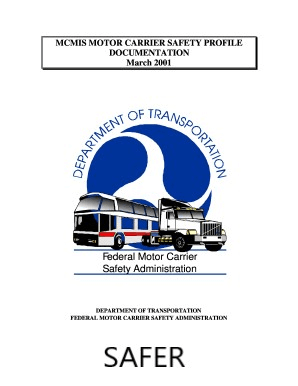 MCMIS MOTOR CARRIER SAFETY PROFILE
DOCUMENTATION
March 2001
DEPARTMENT OF TRANSPORTATION
Federal Motor Carrier
Safety Administration
DEPARTMENT OF TRANSPORTATION
FEDERAL MOTOR CARRIER SAFETY ADMINISTRATION
SAFER